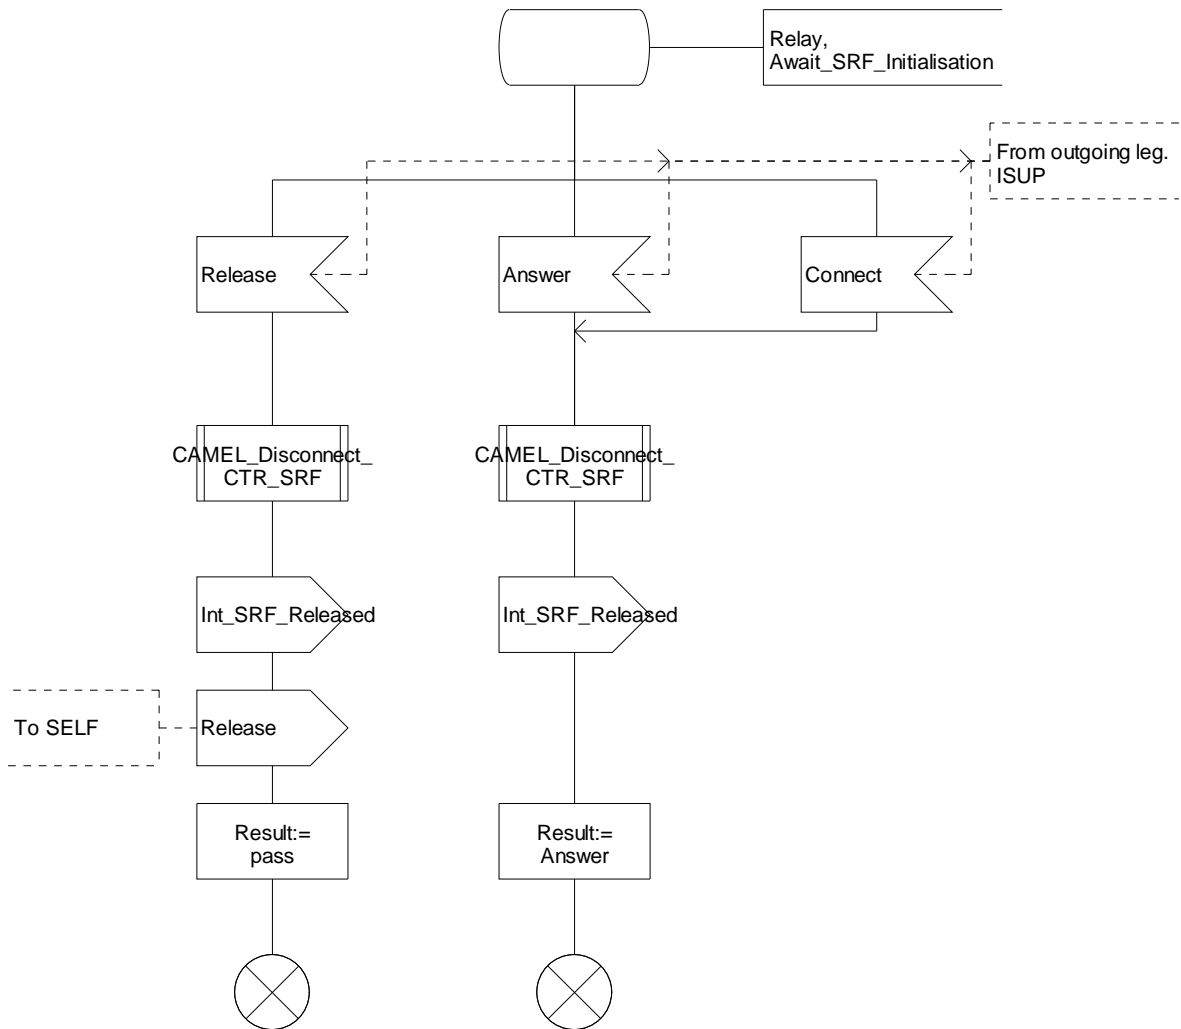 Relay,
Await_SRF_Initialisation
From outgoing leg.
ISUP
Release
Answer
Connect
CAMEL_Disconnect_
CTR_SRF
CAMEL_Disconnect_
CTR_SRF
Int_SRF_Released
Int_SRF_Released
To SELF
Release
Result:=
pass
Result:=
Answer